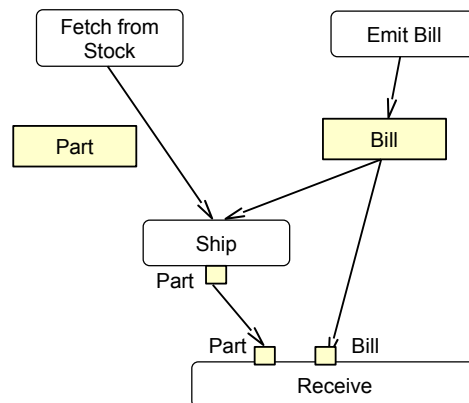 Fetch from
Stock
Emit Bill
Part
Bill
Ship
Part
Part
Bill
Receive